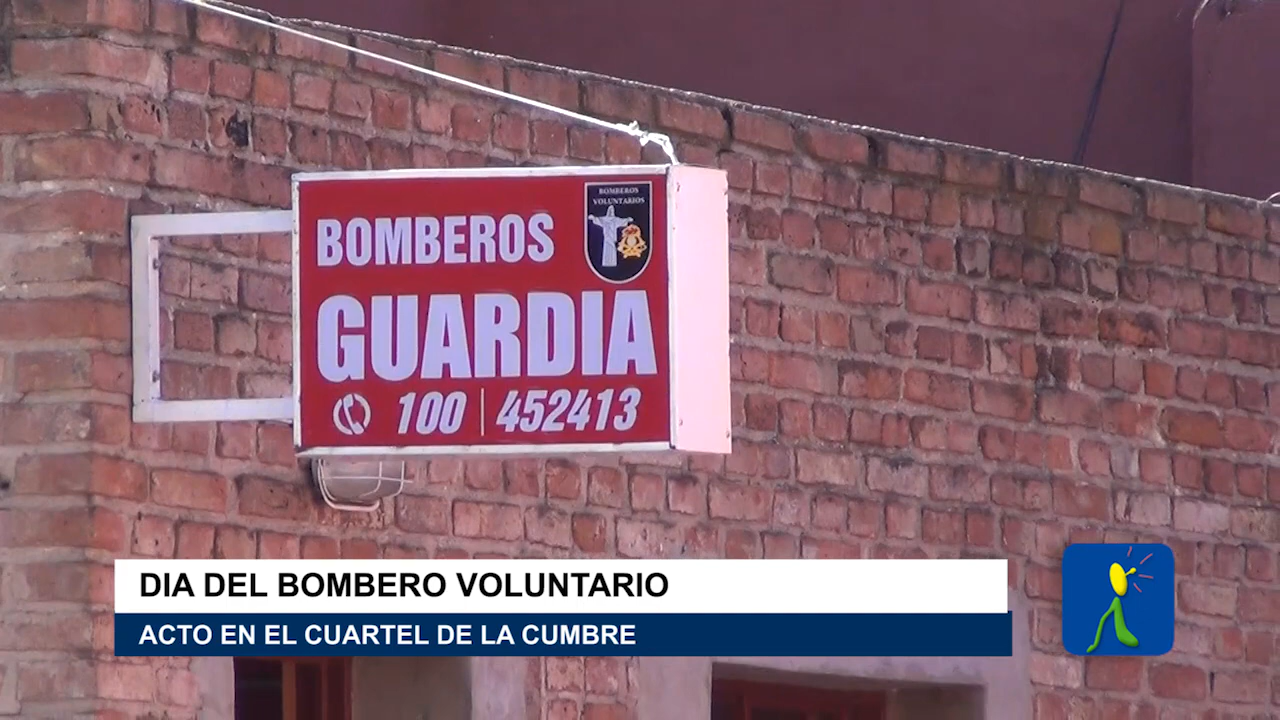 BOMBEROS
VOLUNTARIOS
BOMBEROS
GUARDIA
100 | 452413
DIA DEL BOMBERO VOLUNTARIO
ACTO EN EL CUARTEL DE LA CUMBRE